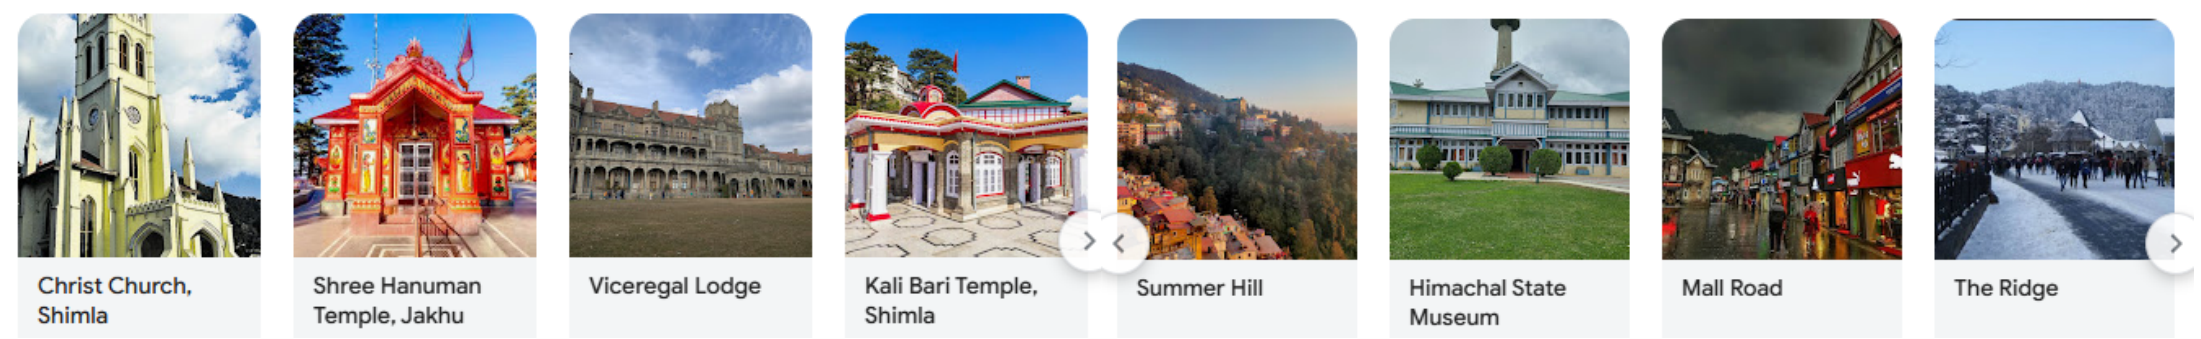 Christ Church,
Shimla
Shree Hanuman
Temple, Jakhu
Viceregal Lodge
Kali Bari Temple,
Shimla
Summer Hill
Himachal State
Museum
Mall Road
The Ridge